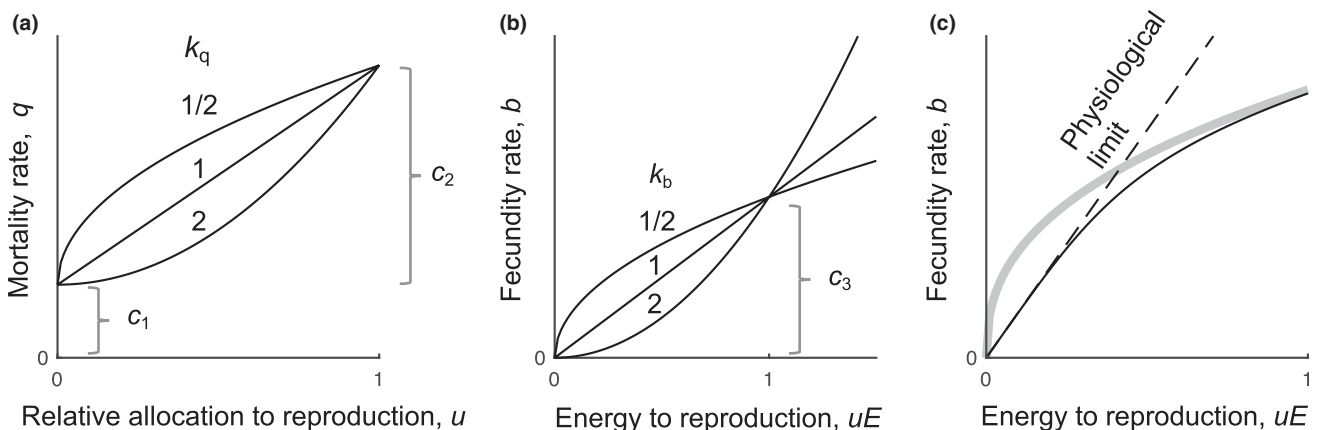 (a)
k_q
1/2
1
2
c_2
c_1
Mortality rate, q
0
0
1
Relative allocation to reproduction, u
(b)
k_b
1/2
1
2
c_3
Fecundity rate, b
0
0
1
Energy to reproduction, uE
(c)
Physiological
limit
Fecundity rate, b
0
0
1
Energy to reproduction, uE